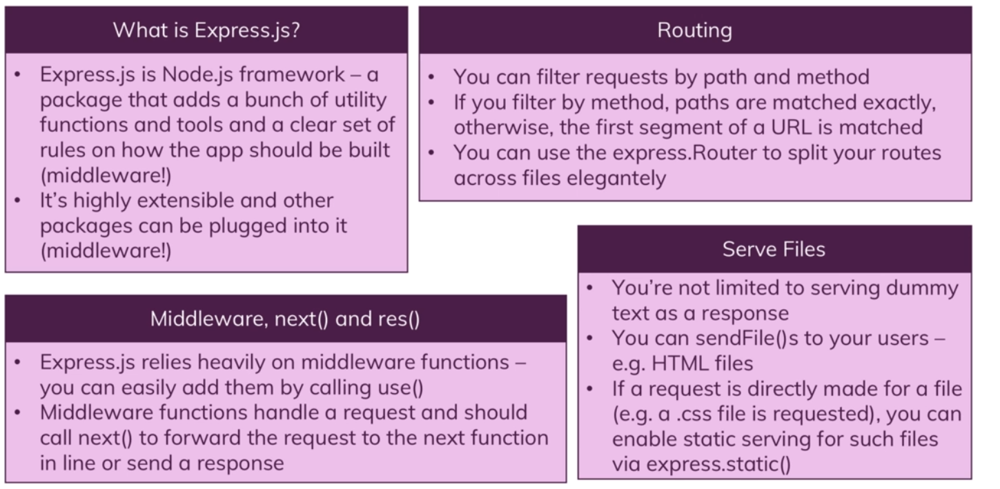 What is Express.js?
• Express.js is Node.js framework – a
package that adds a bunch of utility
functions and tools and a clear set of
rules on how the app should be built
(middleware!)
• It’s highly extensible and other
packages can be plugged into it
(middleware!)
Routing
• You can filter requests by path and method
• If you filter by method, paths are matched exactly,
otherwise, the first segment of a URL is matched
• You can use the express.Router to split your routes
across files elegantely
Middleware, next() and res()
• Express.js relies heavily on middleware functions –
you can easily add them by calling use()
• Middleware functions handle a request and should
call next() to forward the request to the next function
in line or send a response
Serve Files
• You’re not limited to serving dummy
text as a response
• You can sendFile()s to your users –
e.g. HTML files
• If a request is directly made for a file
(e.g. a .css file is requested), you can
enable static serving for such files
via express.static()